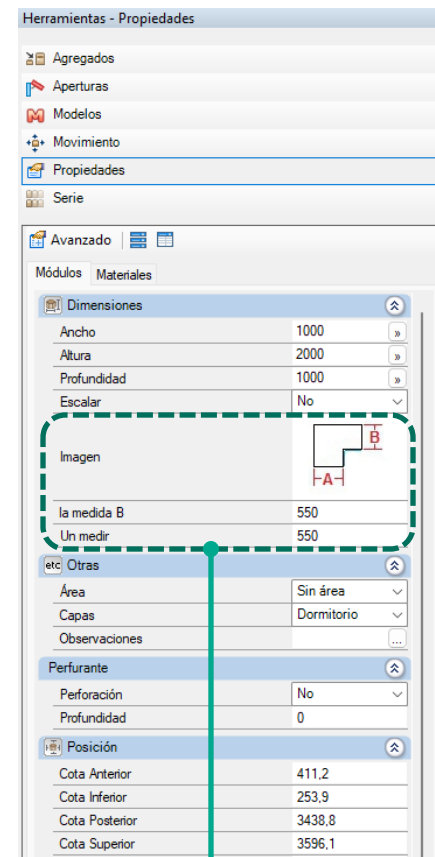 Herramientas - Propiedades
Agregados
Aperturas
Modelos
Movimiento
Propiedades
Serie
Avanzado
Módulos Materiales
Dimensiones
Ancho 1000 »
Altura 2000 »
Profundidad 1000 »
Escalar No
B
Imagen
A
la medida B 550
Un medir 550
etc Otras
Área Sin área
Capas Dormitorio
Observaciones ...
Perfurante
Perforación No
Profundidad 0
Posición
Cota Anterior 411,2
Cota Inferior 253,9
Cota Posterior 3438,8
Cota Superior 3596,1